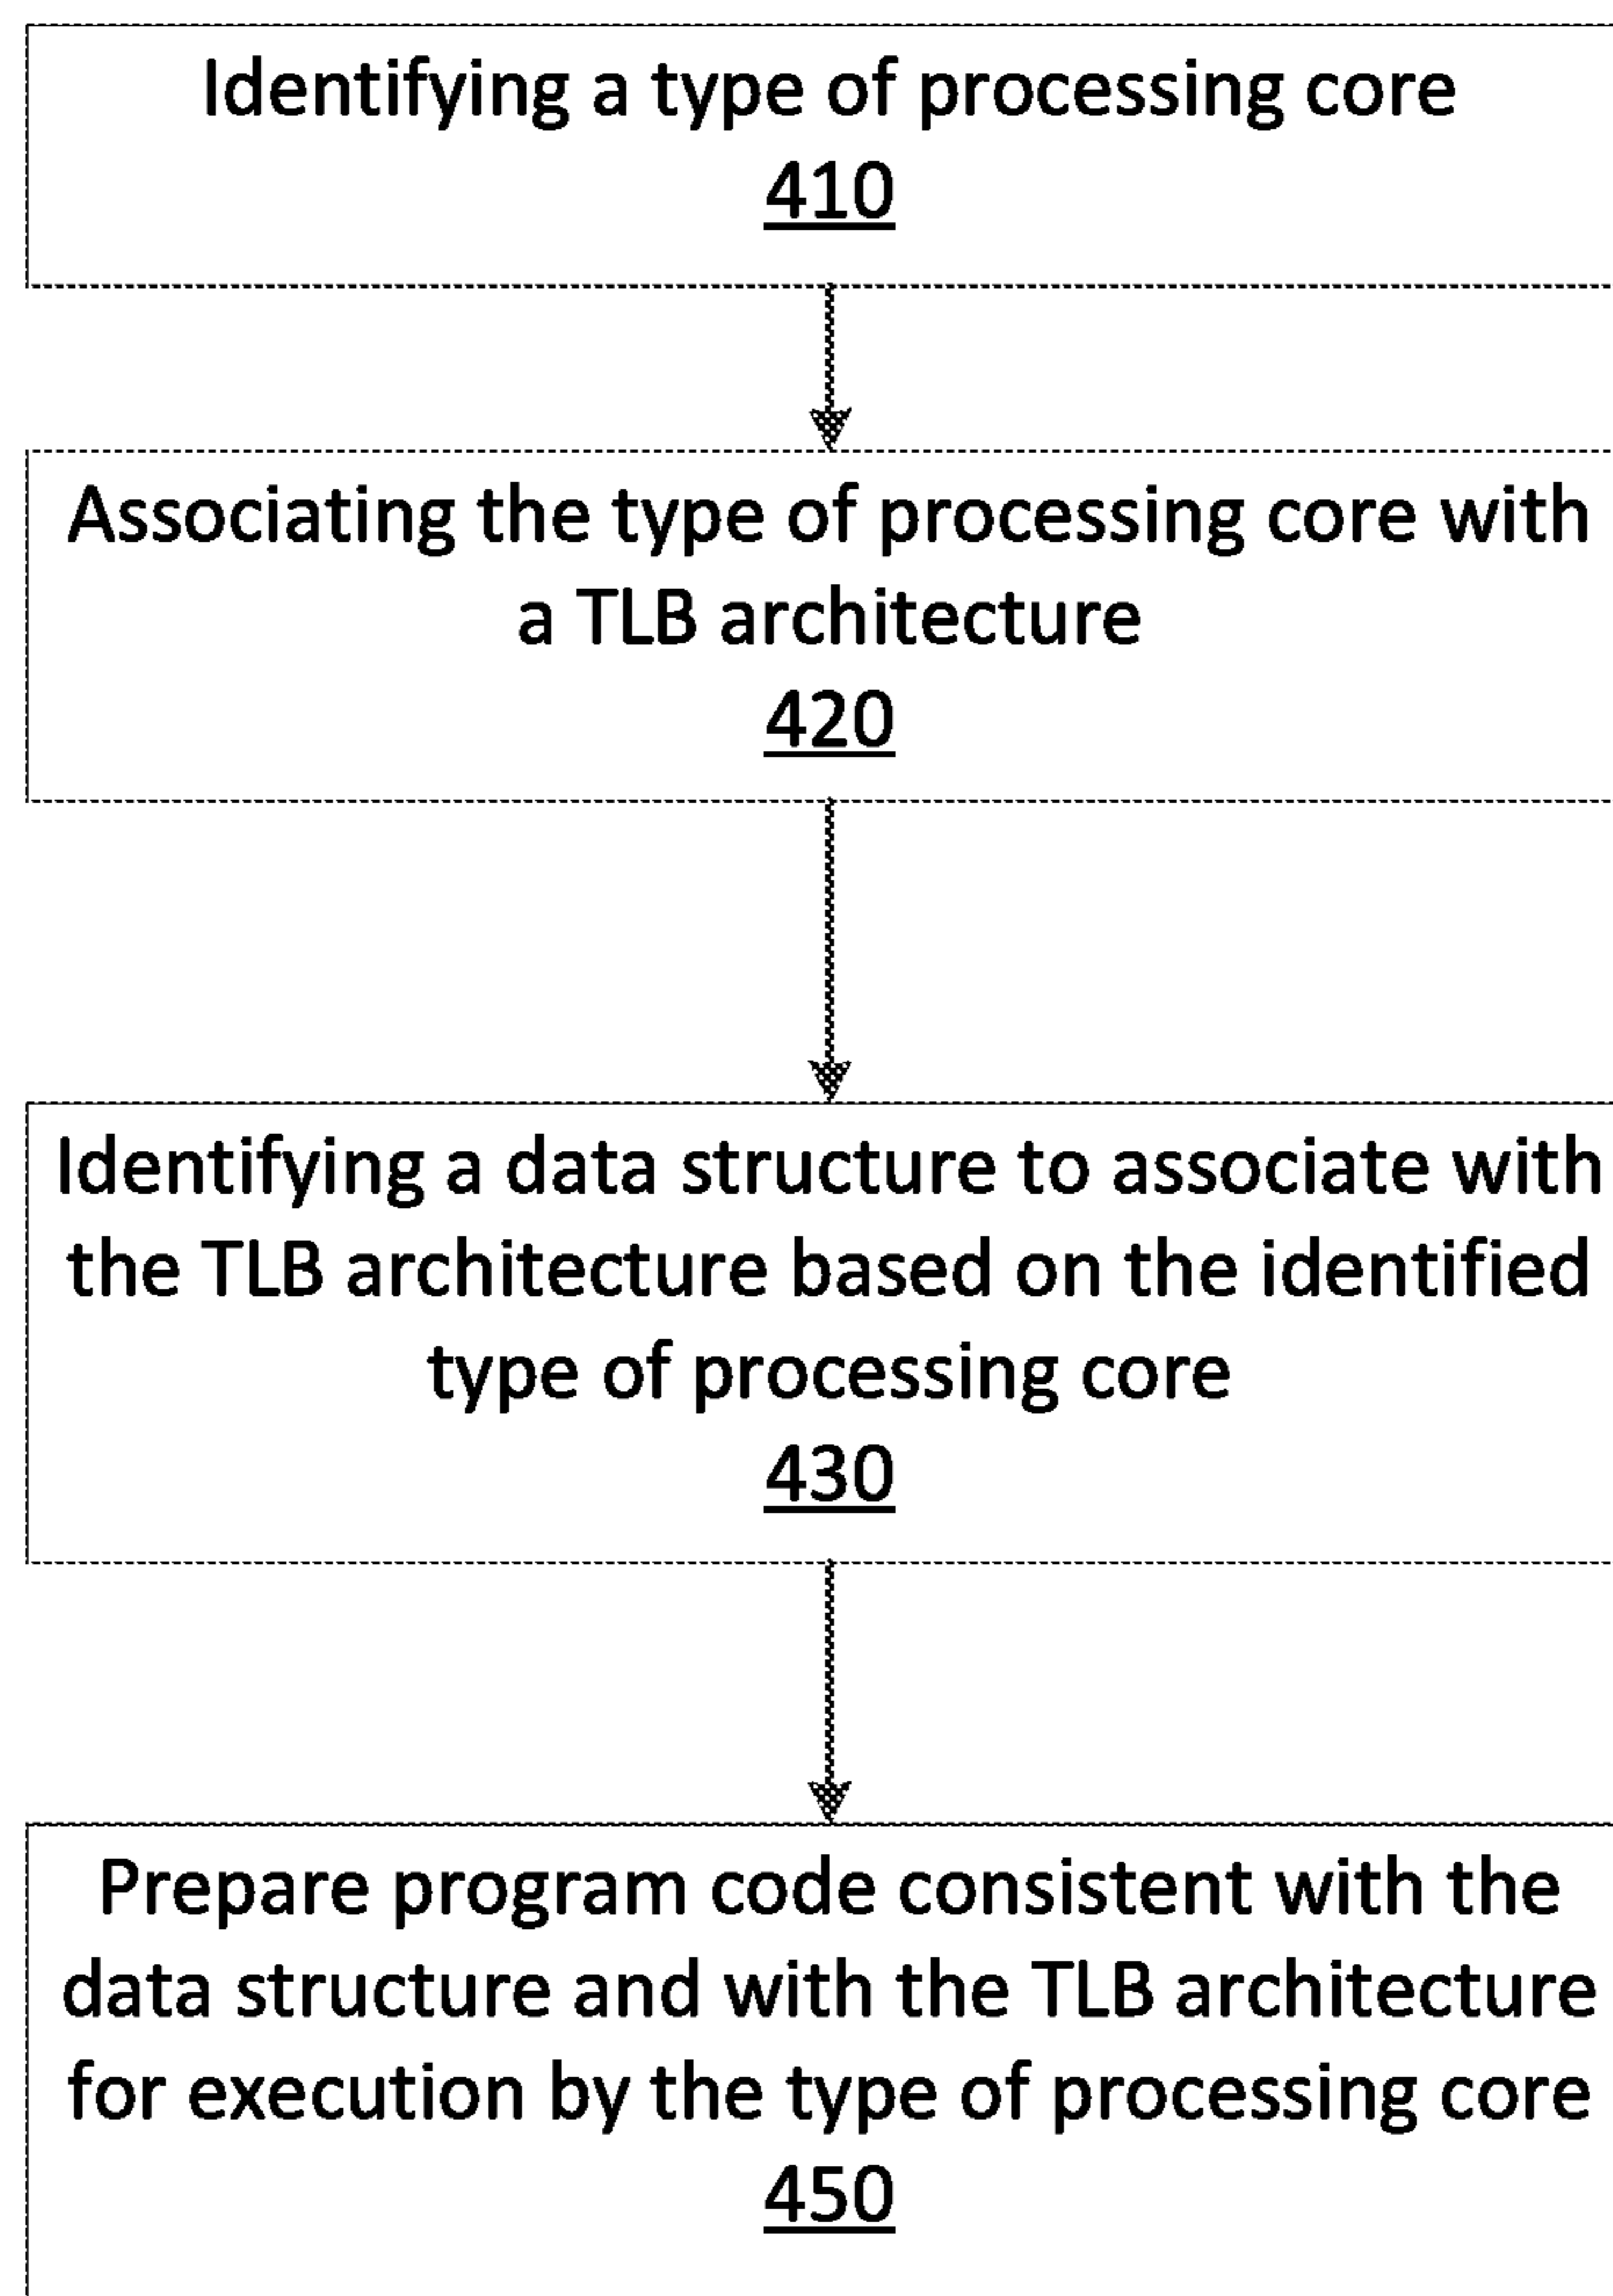 Identifying a type of processing core
410
Associating the type of processing core with
a TLB architecture
420
Identifying a data structure to associate with
the TLB architecture based on the identified
type of processing core
430
Prepare program code consistent with the
data structure and with the TLB architecture
for execution by the type of processing core
450